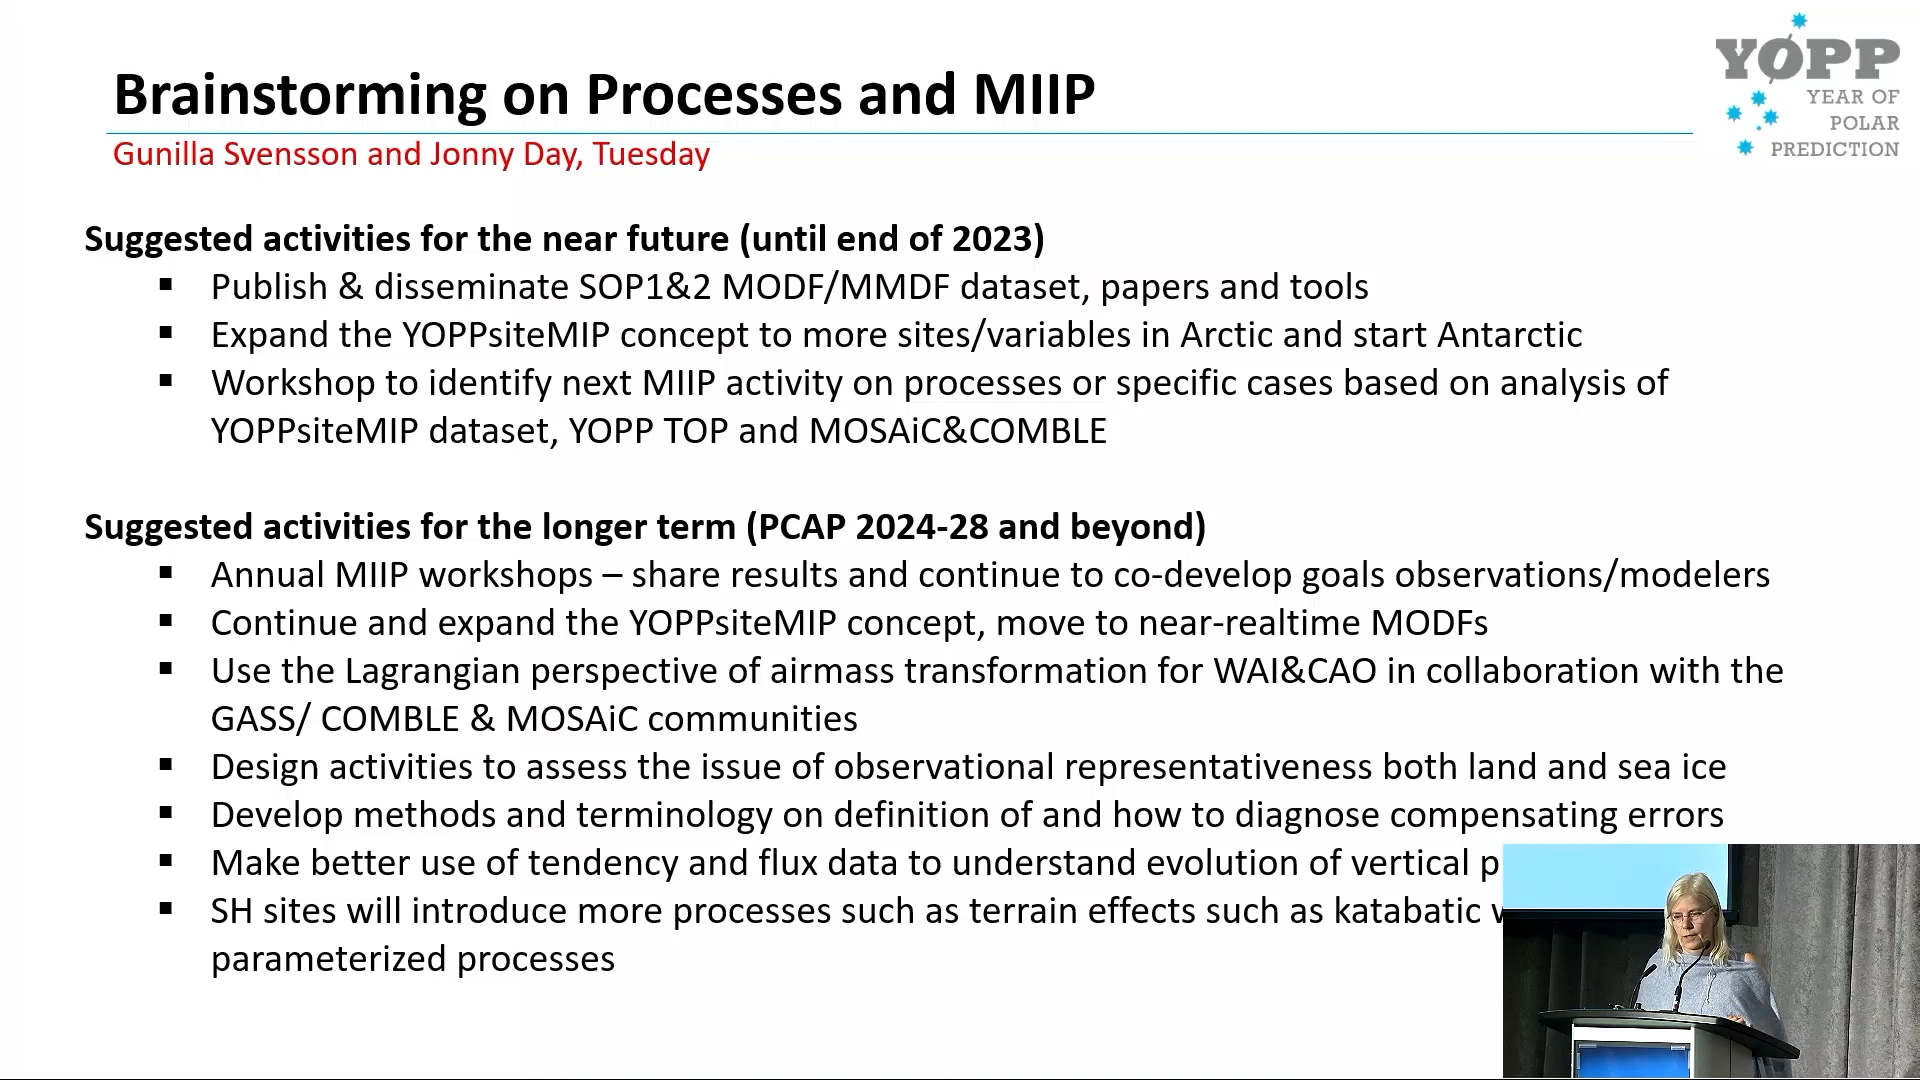 Brainstorming on Processes and MIIP
Gunilla Svensson and Jonny Day, Tuesday
YOPP
YEAR OF
POLAR
PREDICTION
Suggested activities for the near future (until end of 2023)
▪ Publish & disseminate SOP1&2 MODF/MMDF dataset, papers and tools
▪ Expand the YOPPsiteMIP concept to more sites/variables in Arctic and start Antarctic
▪ Workshop to identify next MIIP activity on processes or specific cases based on analysis of
YOPPsiteMIP dataset, YOPP TOP and MOSAiC&COMBLE
Suggested activities for the longer term (PCAP 2024-28 and beyond)
▪ Annual MIIP workshops – share results and continue to co-develop goals observations/modelers
▪ Continue and expand the YOPPsiteMIP concept, move to near-realtime MODFs
▪ Use the Lagrangian perspective of airmass transformation for WAI&CAO in collaboration with the
GASS/ COMBLE & MOSAiC communities
▪ Design activities to assess the issue of observational representativeness both land and sea ice
▪ Develop methods and terminology on definition of and how to diagnose compensating errors
▪ Make better use of tendency and flux data to understand evolution of vertical
▪ SH sites will introduce more processes such as terrain effects such as katabatic
parameterized processes